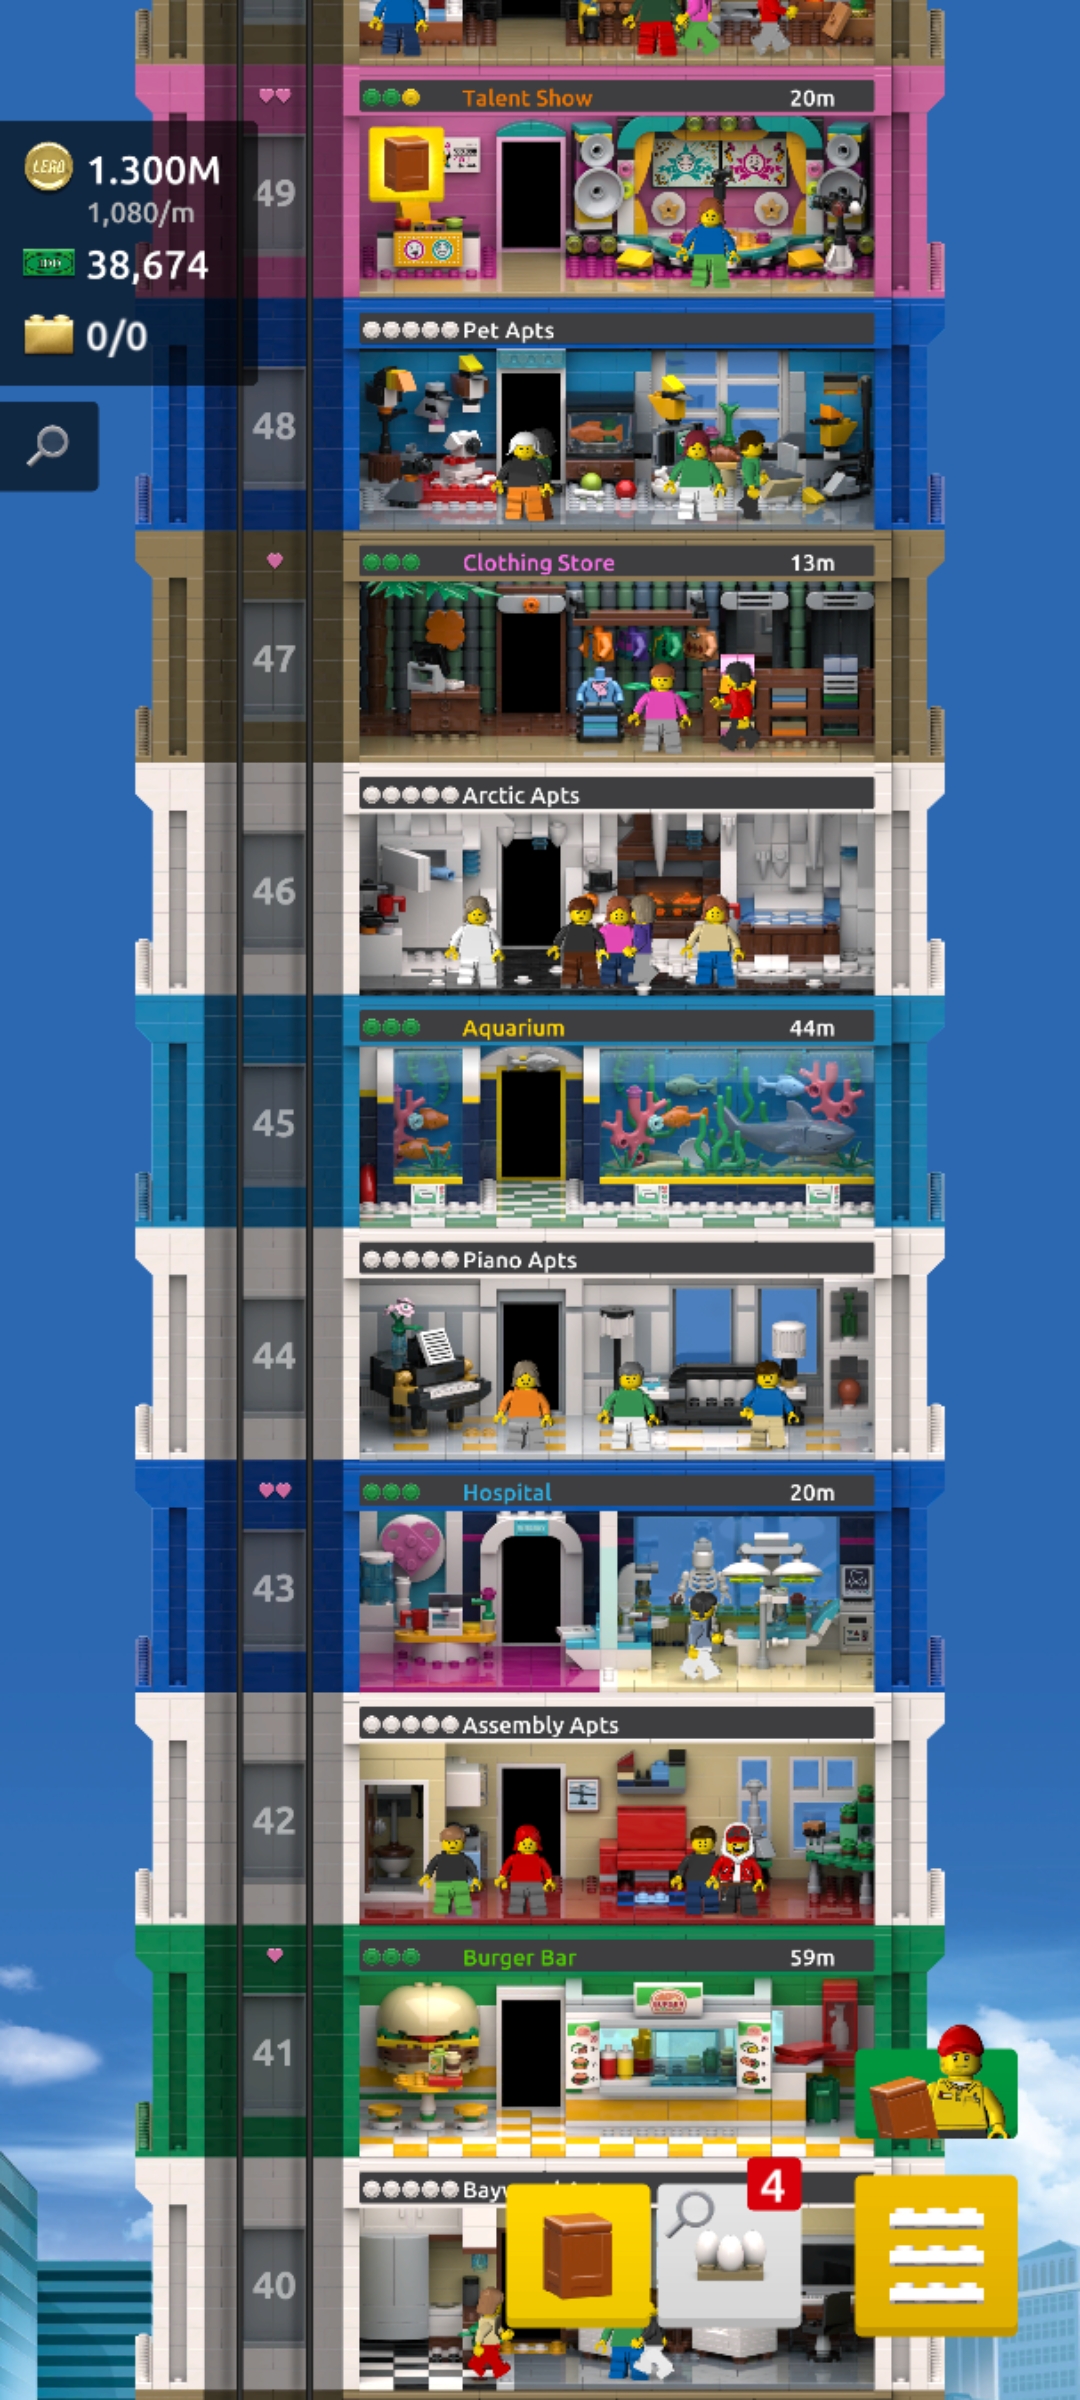 Talent Show 20m
LEGO 1.300M
49
1,080/m
38,674
0/0
Pet Apts
48
Clothing Store 13m
47
Arctic Apts
46
Aquarium 44m
45
Piano Apts
44
Hospital 20m
43
Assembly Apts
42
Burger Bar 59m
BURGER
41
4
40